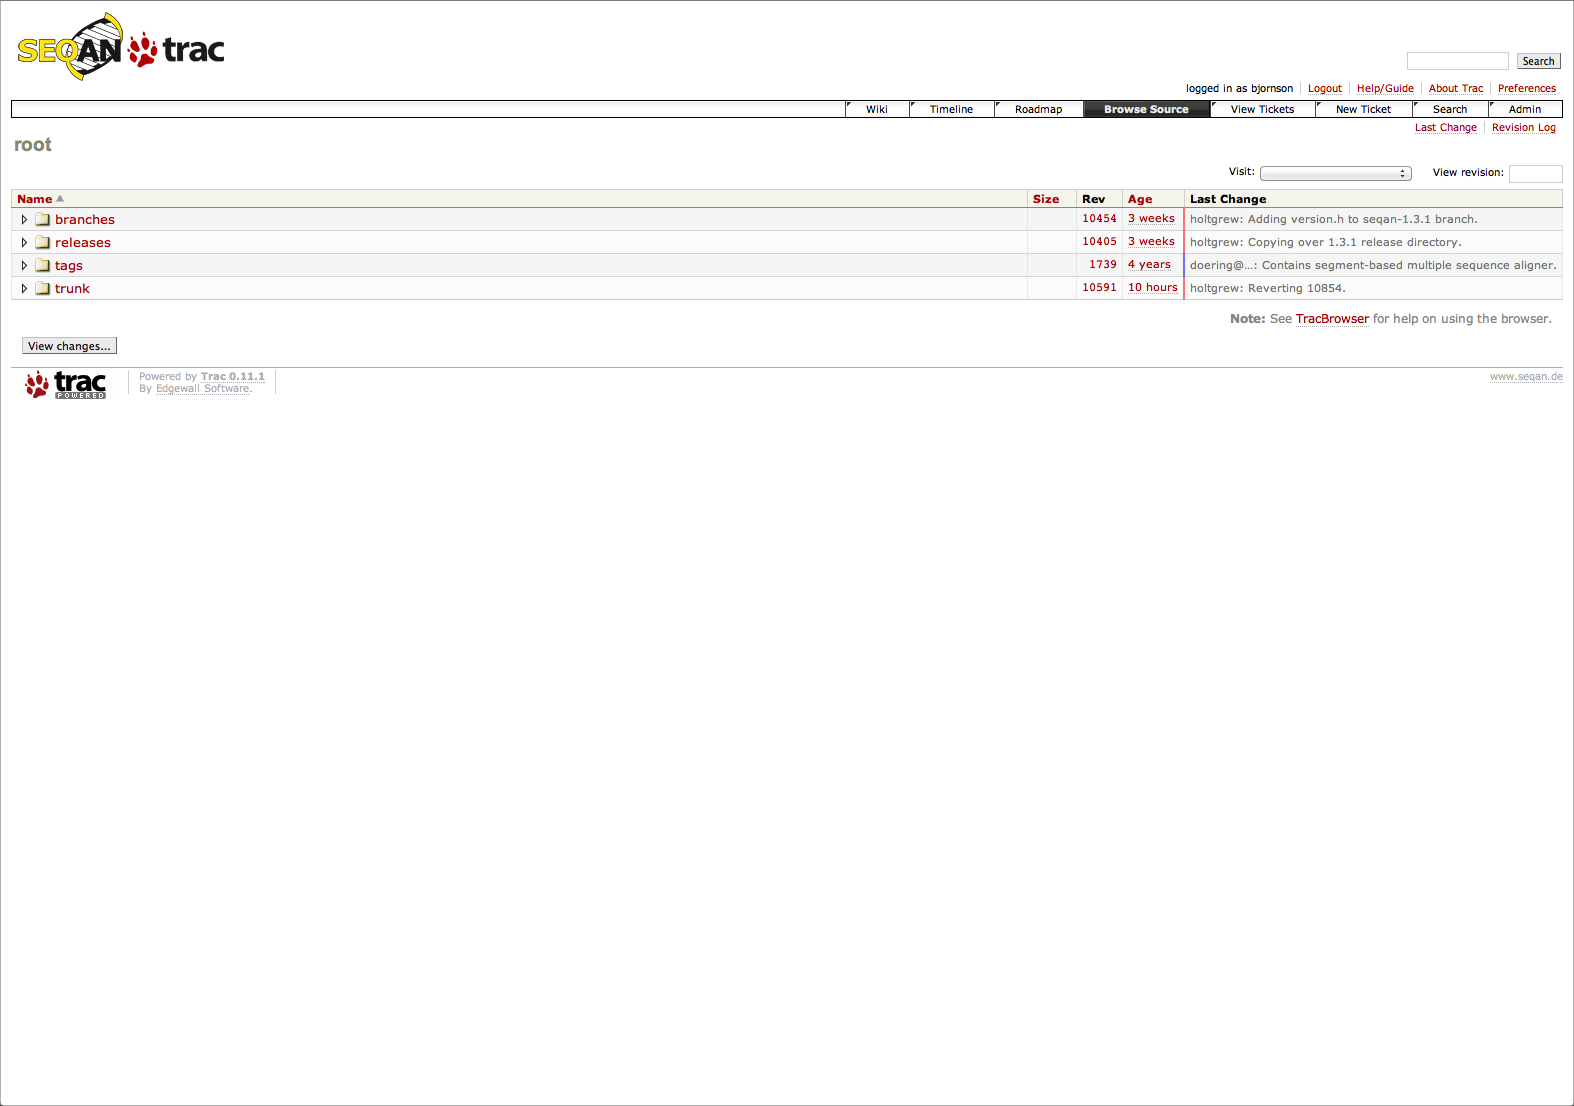 SEQAN trac
Search
logged in as bjornson Logout Help/Guide About Trac Preferences
Wiki Timeline Roadmap Browse Source View Tickets New Ticket Search Admin
Last Change Revision Log
root
Visit: View revision:
Name Size Rev Age Last Change
branches 10454 3 weeks holtgrew: Adding version.h to seqan-1.3.1 branch.
releases 10405 3 weeks holtgrew: Copying over 1.3.1 release directory.
tags 1739 4 years doering@…: Contains segment-based multiple sequence aligner.
trunk 10591 10 hours holtgrew: Reverting 10854.
Note: See TracBrowser for help on using the browser.
View changes...
trac POWERED
Powered by Trac 0.11.1
By Edgewall Software.
www.seqan.de